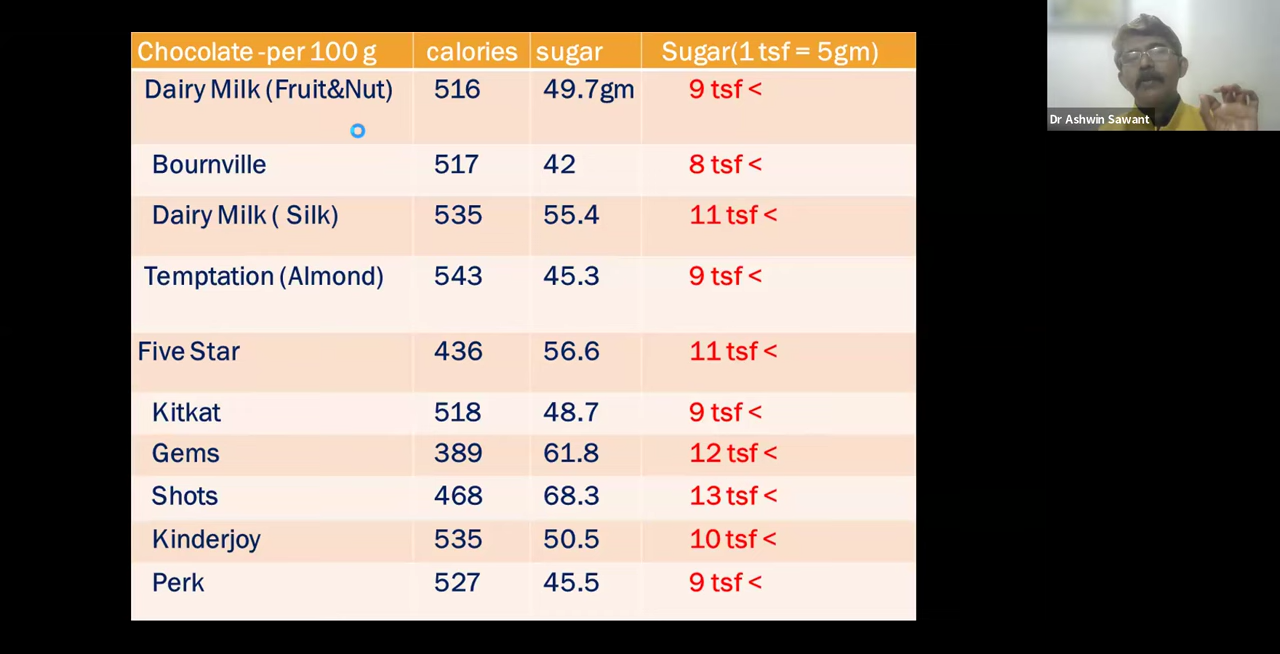 Chocolate -per 100 g calories sugar Sugar(1 tsf = 5gm)
Dairy Milk (Fruit&Nut) 516 49.7gm 9 tsf <
Bournville 517 42 8 tsf <
Dairy Milk ( Silk) 535 55.4 11 tsf <
Temptation (Almond) 543 45.3 9 tsf <
Five Star 436 56.6 11 tsf <
Kitkat 518 48.7 9 tsf <
Gems 389 61.8 12 tsf <
Shots 468 68.3 13 tsf <
Kinderjoy 535 50.5 10 tsf <
Perk 527 45.5 9 tsf <
Dr Ashwin Sawant